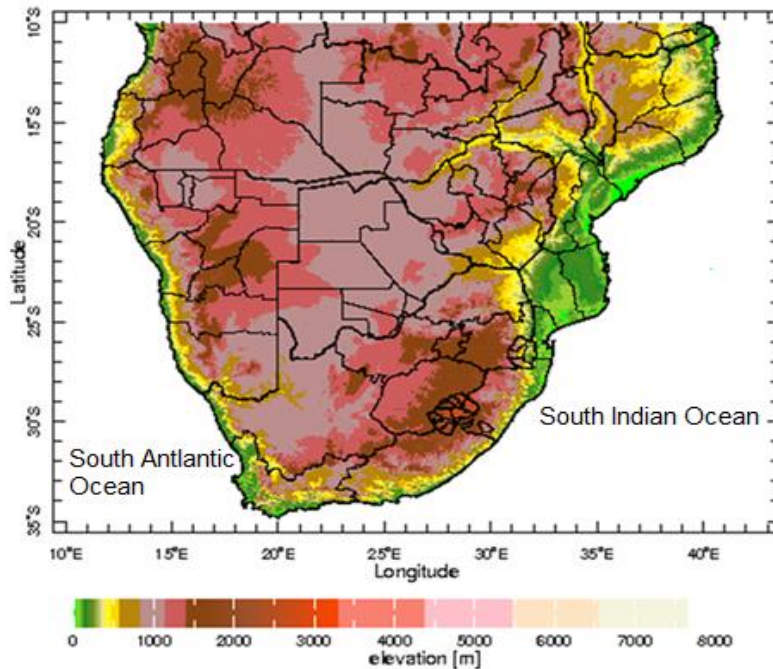 10°S
15°S
20°S
25°S
30°S
35°S
Latitude
South Indian Ocean
South Antlantic
Ocean
10°E 15°E 20°E 25°E 30°E 35°E 40°E
Longitude
0 1000 2000 3000 4000 5000 6000 7000 8000
elevation [m]